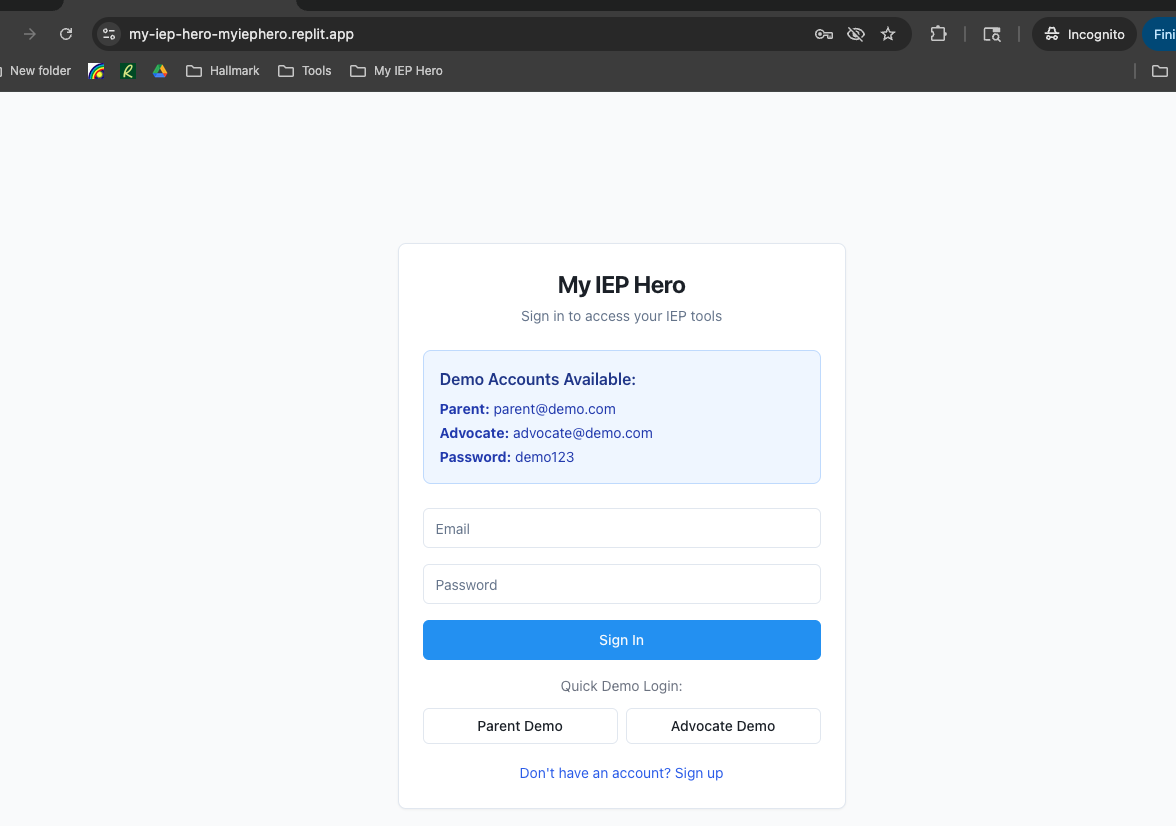 my-iep-hero-myiephero.replit.app
Incognito
Fini
New folder
Hallmark
Tools
My IEP Hero
My IEP Hero
Sign in to access your IEP tools
Demo Accounts Available:
Parent: parent@demo.com
Advocate: advocate@demo.com
Password: demo123
Email
Password
Sign In
Quick Demo Login:
Parent Demo
Advocate Demo
Don't have an account? Sign up